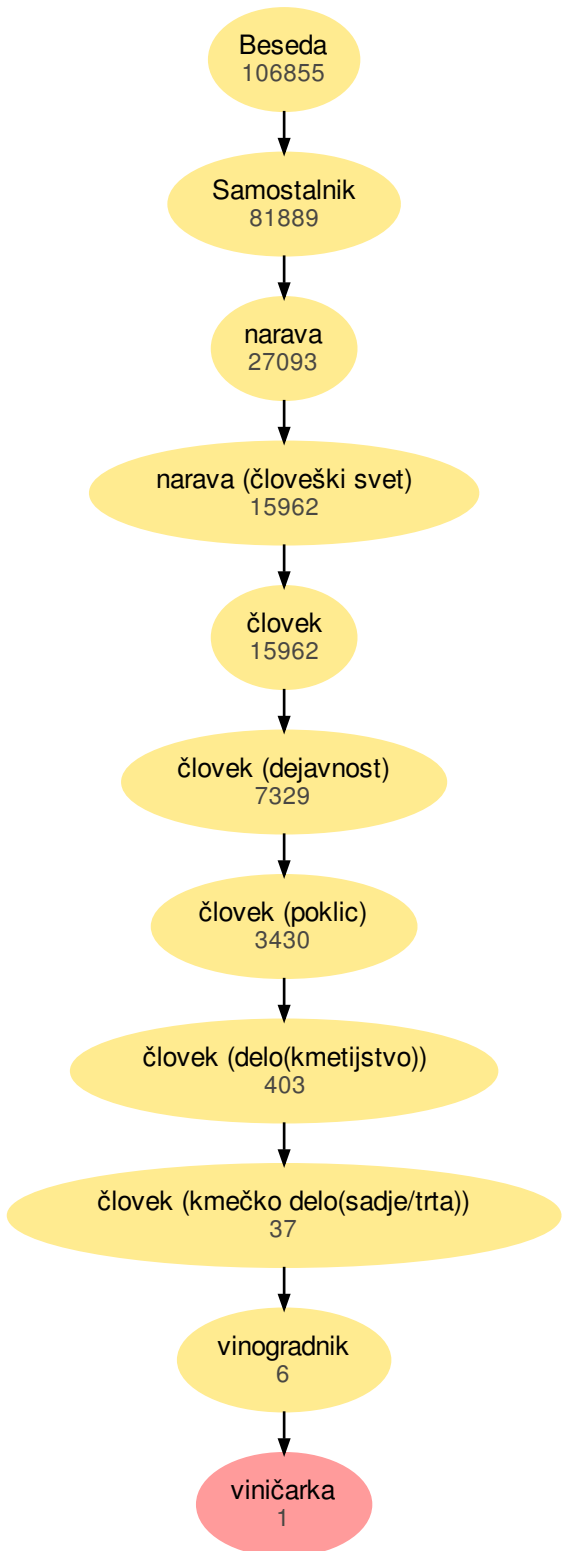 Beseda
106855
Samostalnik
81889
narava
27093
narava (človeški svet)
15962
človek
15962
človek (dejavnost)
7329
človek (poklic)
3430
človek (delo(kmetijstvo))
403
človek (kmečko delo(sadje/trta))
37
vinogradnik
6
viničarka
1